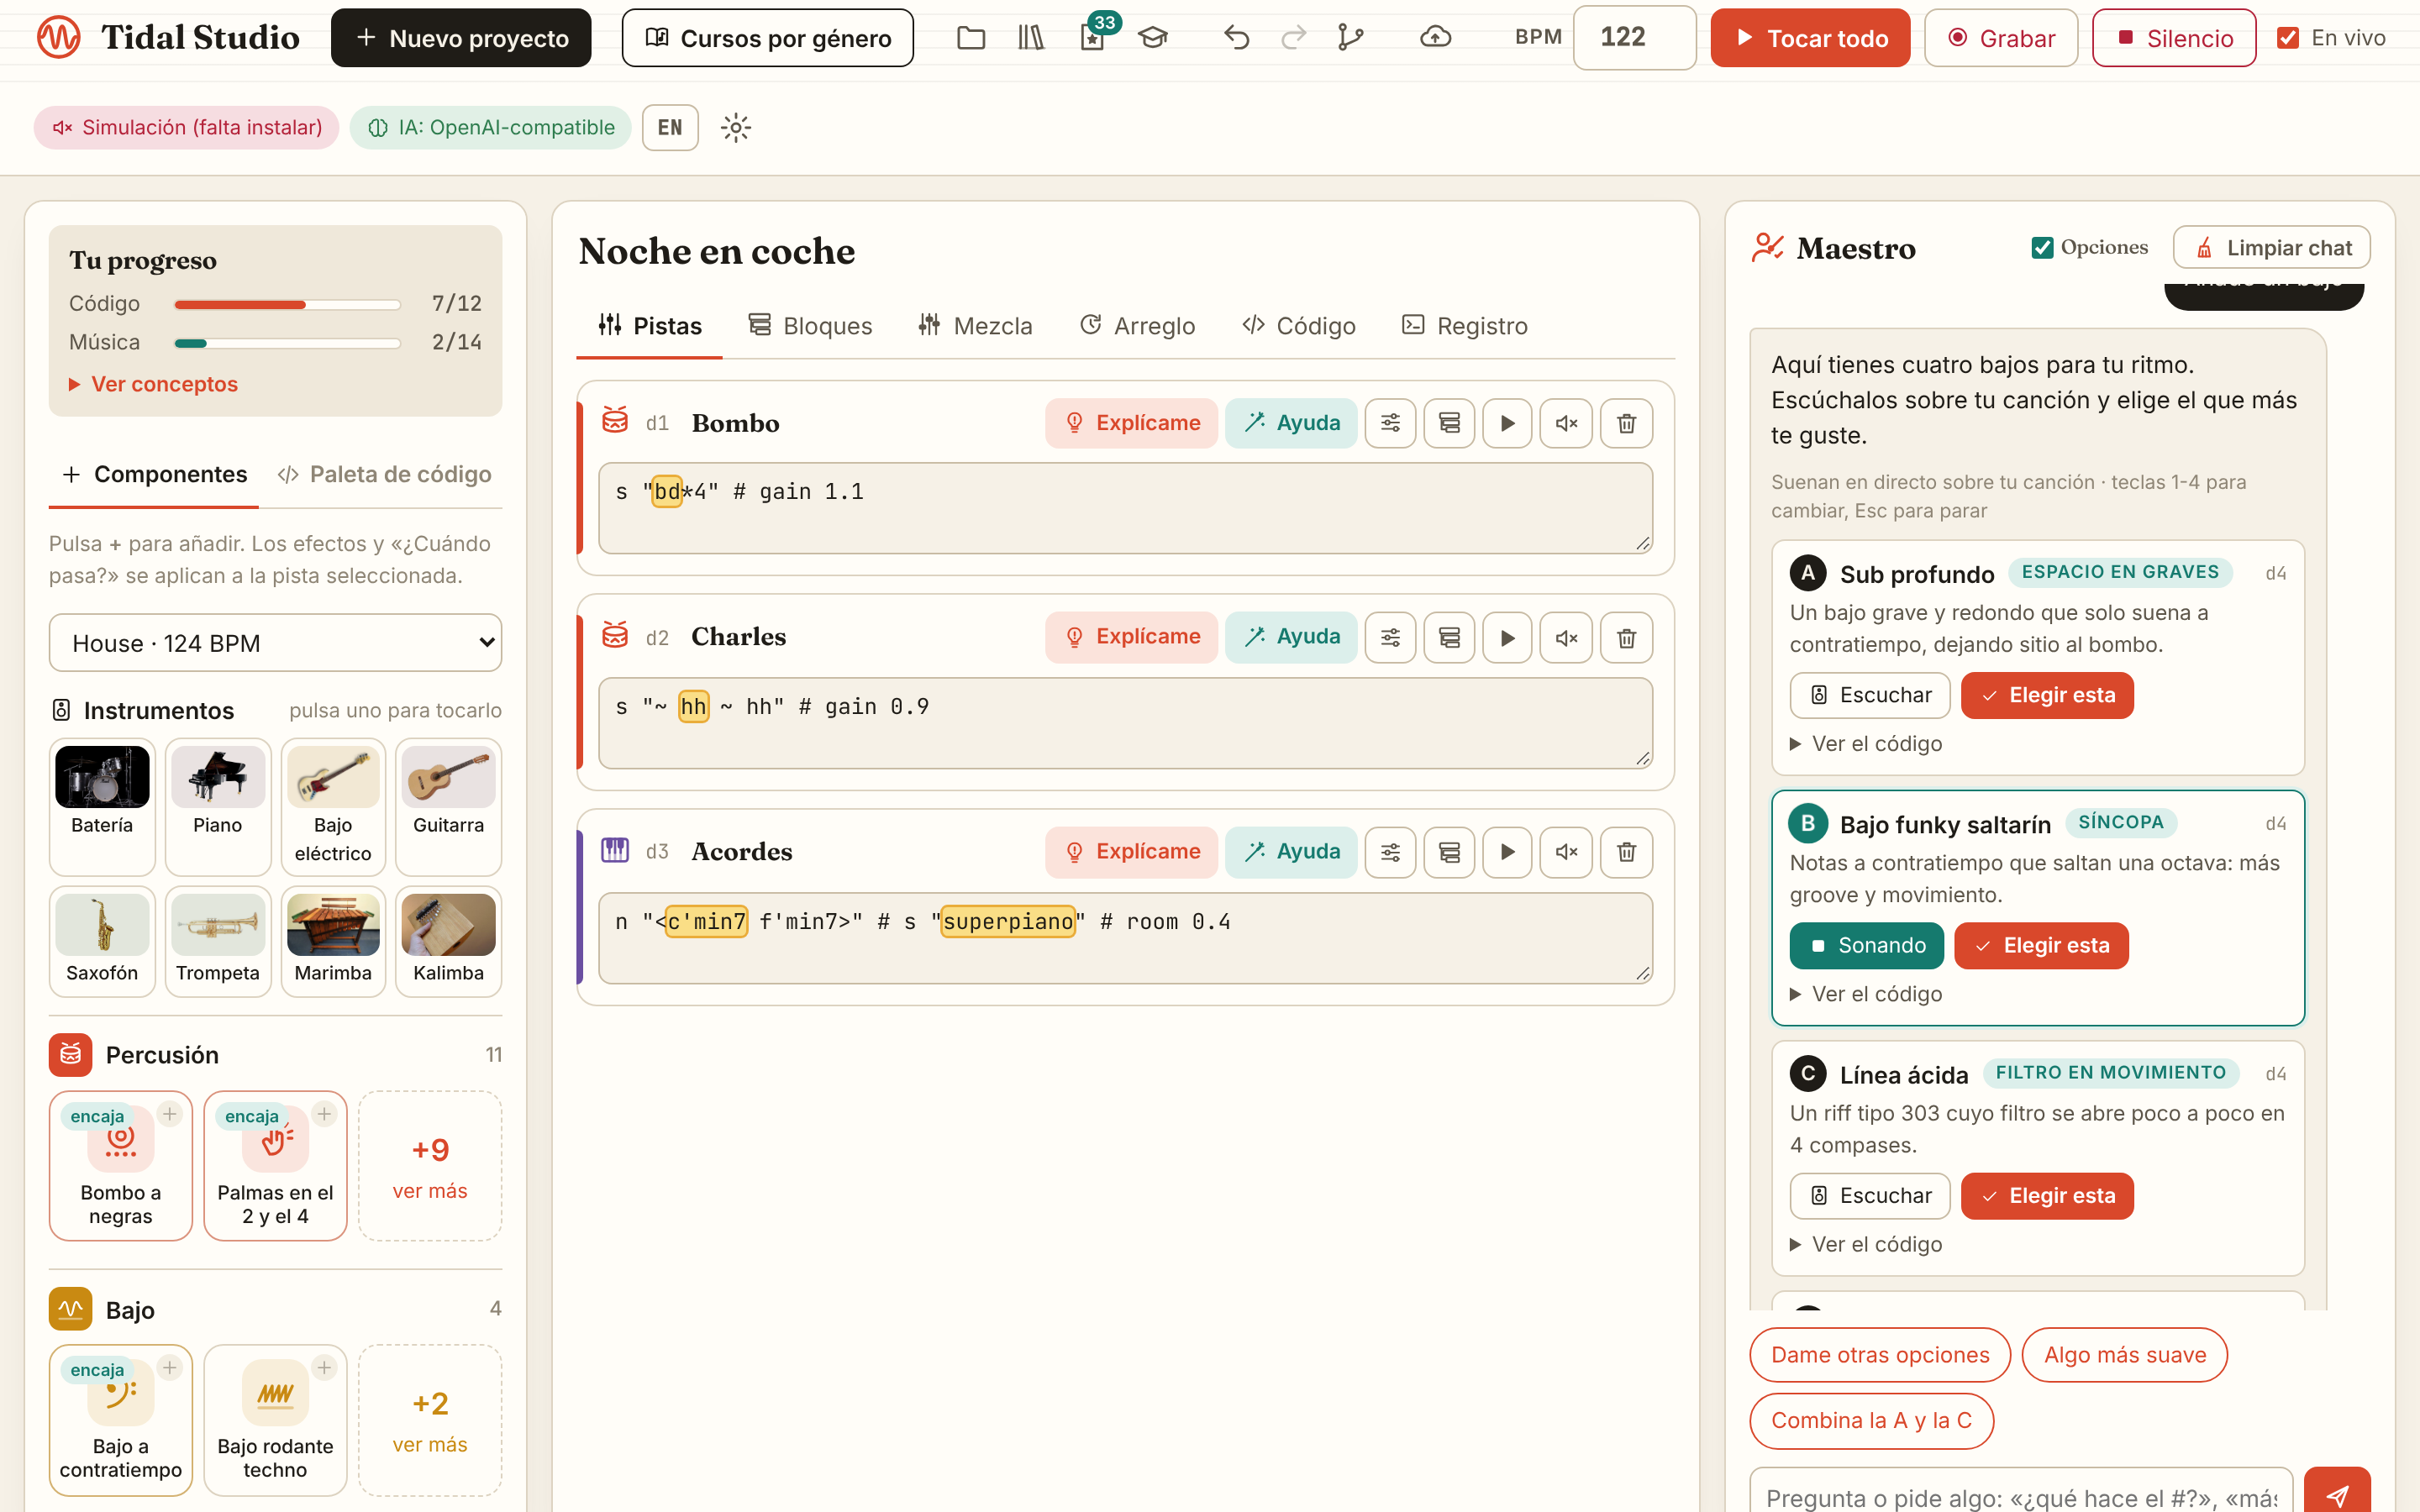 Tidal Studio
+ Nuevo proyecto
Cursos por género
33
BPM
122
Tocar todo
Grabar
Silencio
En vivo
Simulación (falta instalar)
IA: OpenAI-compatible
EN
Tu progreso
Código 7/12
Música 2/14
Ver conceptos
+ Componentes
</> Paleta de código
Pulsa + para añadir. Los efectos y «¿Cuándo
pasa?» se aplican a la pista seleccionada.
House · 124 BPM
Instrumentos
pulsa uno para tocarlo
Batería
Piano
Bajo
eléctrico
Guitarra
Saxofón
Trompeta
Marimba
Kalimba
Percusión 11
encaja
Bombo a
negras
encaja
Palmas en el
2 y el 4
+9
ver más
Bajo 4
encaja
Bajo a
contratiempo
Bajo rodante
techno
+2
ver más
Noche en coche
Pistas
Bloques
Mezcla
Arreglo
Código
Registro
d1 Bombo
Explícame
Ayuda
s "bd*4" # gain 1.1
d2 Charles
Explícame
Ayuda
s "~ hh ~ hh" # gain 0.9
d3 Acordes
Explícame
Ayuda
n "<c'min7 f'min7>" # s "superpiano" # room 0.4
Maestro
Opciones
Limpiar chat
Añade un bajo
Aquí tienes cuatro bajos para tu ritmo.
Escúchalos sobre tu canción y elige el que más
te guste.
Suenan en directo sobre tu canción · teclas 1-4 para
cambiar, Esc para parar
A Sub profundo ESPACIO EN GRAVES d4
Un bajo grave y redondo que solo suena a
contratiempo, dejando sitio al bombo.
Escuchar
Elegir esta
Ver el código
B Bajo funky saltarín SÍNCOPA d4
Notas a contratiempo que saltan una octava: más
groove y movimiento.
Sonando
Elegir esta
Ver el código
C Línea ácida FILTRO EN MOVIMIENTO d4
Un riff tipo 303 cuyo filtro se abre poco a poco en
4 compases.
Escuchar
Elegir esta
Ver el código
Dame otras opciones
Algo más suave
Combina la A y la C
Pregunta o pide algo: «¿qué hace el #?», «más